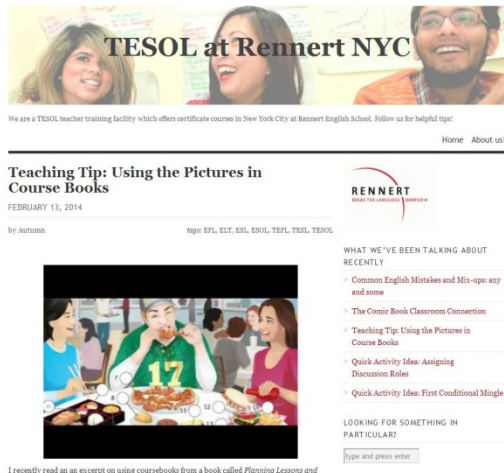 TESOL at Rennert NYC
We are a TESOL teacher training facility which offers certificate courses in New York City at Rennert English School. Follow us for helpful tips!
Home About us!
Teaching Tip: Using the Pictures in
Course Books
FEBRUARY 13, 2014
by Autumn tags: EFL, ELT, ESL, ESOL, TEFL, TESL, TESOL
17
7
11
12
13
I recently read an an excerpt on using coursebooks from a book called Planning Lessons and
RENNERT
BREAK THE LANGUAGE BARRIER
WHAT WE'VE BEEN TALKING ABOUT
RECENTLY
> Common English Mistakes and Mix-ups: any
and some
> The Comic Book Classroom Connection
> Teaching Tip: Using the Pictures in
Course Books
> Quick Activity Idea: Assigning
Discussion Roles
> Quick Activity Idea: First Conditional Mingle
LOOKING FOR SOMETHING IN
PARTICULAR?
type and press enter